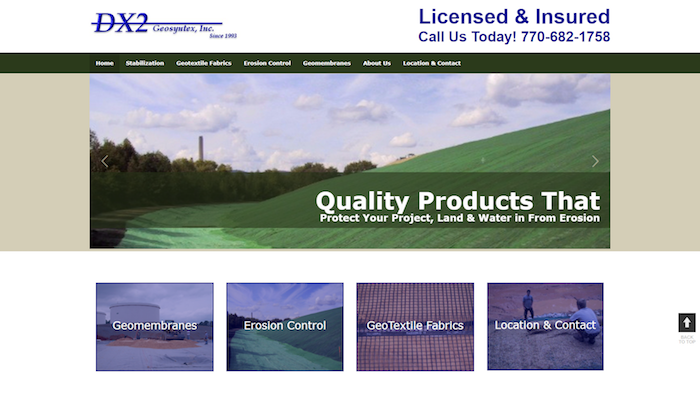 DX2 Geosyntex, Inc.
Since 1995
Licensed & Insured
Call Us Today! 770-682-1758
Home Stabilization Geotextile Fabrics Erosion Control Geomembranes About Us Location & Contact
Quality Products That
Protect Your Project, Land & Water in From Erosion
Geomembranes Erosion Control GeoTextile Fabrics Location & Contact
BACK
TO TOP